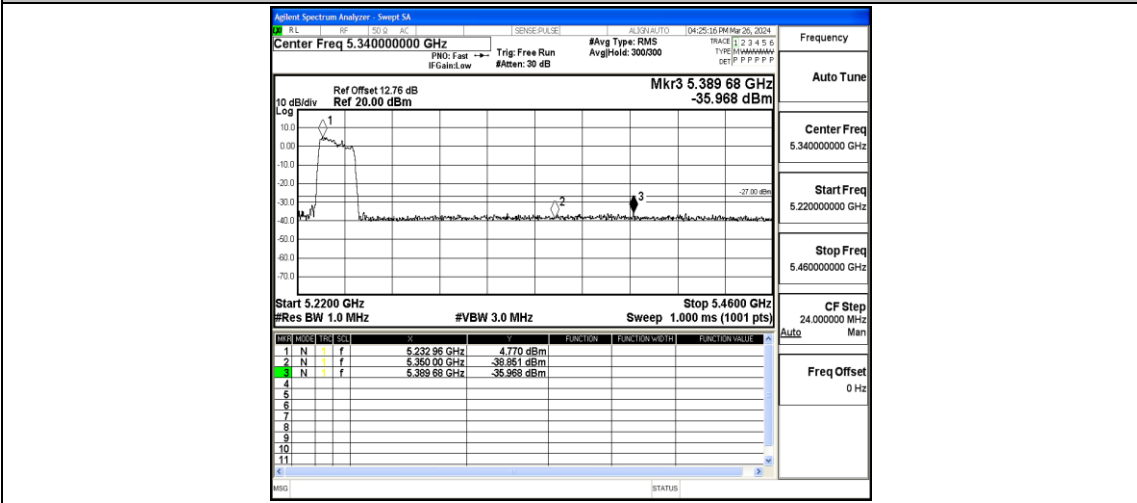 Agilent Spectrum Analyzer - Swept SA
RL RF 50 Ω AC SENSE:PULSE ALIGNAUTO 04:25:16 PM Mar 26, 2024
Center Freq 5.340000000 GHz
PNO: Fast
IFGain:Low
Trig: Free Run
#Atten: 30 dB
#Avg Type: RMS
Avg|Hold: 300/300
TRACE 1 2 3 4 5 6
TYPE M
DET P P P P P P
Mkr3 5.389 68 GHz
-35.968 dBm
Ref Offset 12.76 dB
10 dB/div Ref 20.00 dBm
Log
10.0
0.00
-10.0
-20.0
-30.0
-40.0
-50.0
-60.0
-70.0
1
2
3
-27.00 dBm
Start 5.2200 GHz Stop 5.4600 GHz
#Res BW 1.0 MHz #VBW 3.0 MHz Sweep 1.000 ms (1001 pts)
MKR MODE TRC SCL X Y FUNCTION FUNCTION WIDTH FUNCTION VALUE
1 N 1 f 5.232 96 GHz 4.770 dBm
2 N 1 f 5.350 00 GHz -38.851 dBm
3 N 1 f 5.389 68 GHz -35.968 dBm
4
5
6
7
8
9
10
11
MSG STATUS
Frequency
Auto Tune
Center Freq
5.340000000 GHz
Start Freq
5.220000000 GHz
Stop Freq
5.460000000 GHz
CF Step
24.000000 MHz
Auto Man
Freq Offset
0 Hz